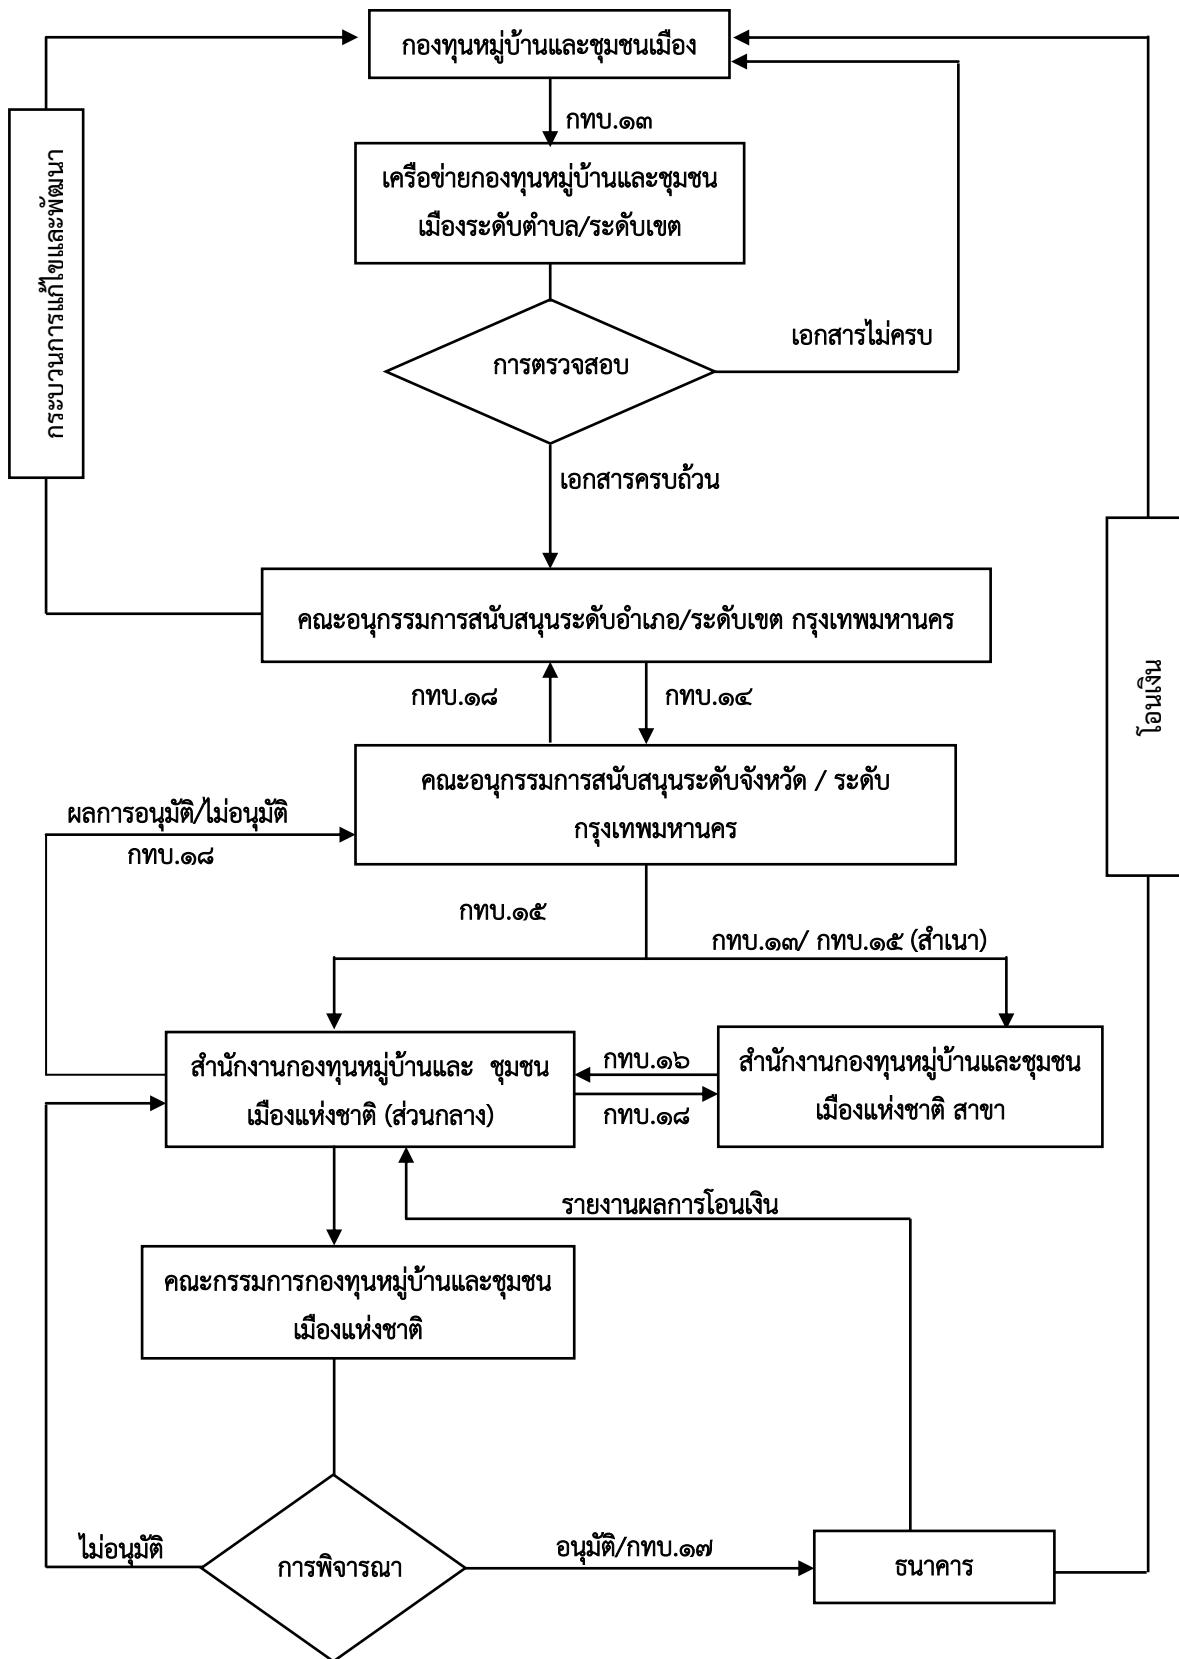 กองทุนหมู่บ้านและชุมชนเมือง
กทบ.๑๓
เครือข่ายกองทุนหมู่บ้านและชุมชน
เมืองระดับตำบล/ระดับเขต
กระบวนการแก้ไขและพัฒนา
การตรวจสอบ
เอกสารไม่ครบ
เอกสารครบถ้วน
คณะอนุกรรมการสนับสนุนระดับอำเภอ/ระดับเขต กรุงเทพมหานคร
โอนเงิน
กทบ.๑๘
กทบ.๑๔
คณะอนุกรรมการสนับสนุนระดับจังหวัด / ระดับ
กรุงเทพมหานคร
ผลการอนุมัติ/ไม่อนุมัติ
กทบ.๑๘
กทบ.๑๕
กทบ.๑๓/ กทบ.๑๕ (สำเนา)
สำนักงานกองทุนหมู่บ้านและ ชุมชน
เมืองแห่งชาติ (ส่วนกลาง)
กทบ.๑๖
กทบ.๑๘
สำนักงานกองทุนหมู่บ้านและชุมชน
เมืองแห่งชาติ สาขา
รายงานผลการโอนเงิน
คณะกรรมการกองทุนหมู่บ้านและชุมชน
เมืองแห่งชาติ
ไม่อนุมัติ
การพิจารณา
อนุมัติ/กทบ.๑๗
ธนาคาร